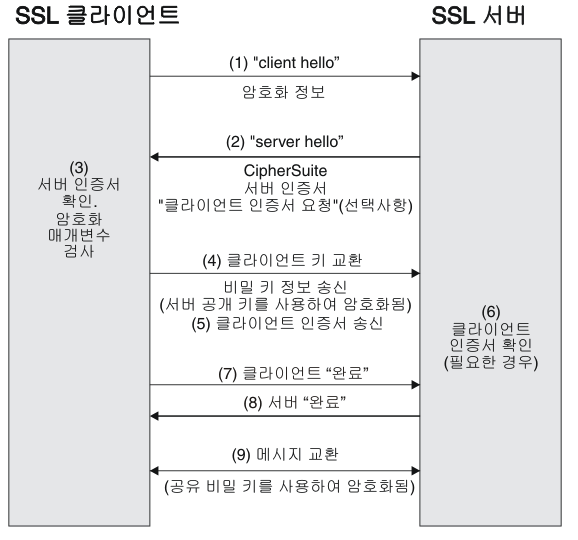 SSL 클라이언트
SSL 서버
(1) "client hello”
암호화 정보
(2) "server hello”
CipherSuite
서버 인증서
"클라이언트 인증서 요청"(선택사항)
(3)
서버 인증서
확인.
암호화
매개변수
검사
(4) 클라이언트 키 교환
비밀 키 정보 송신
(서버 공개 키를 사용하여 암호화됨)
(5) 클라이언트 인증서 송신
(6)
클라이언트
인증서 확인
(필요한 경우)
(7) 클라이언트 “완료”
(8) 서버 “완료”
(9) 메시지 교환
(공유 비밀 키를 사용하여 암호화됨)